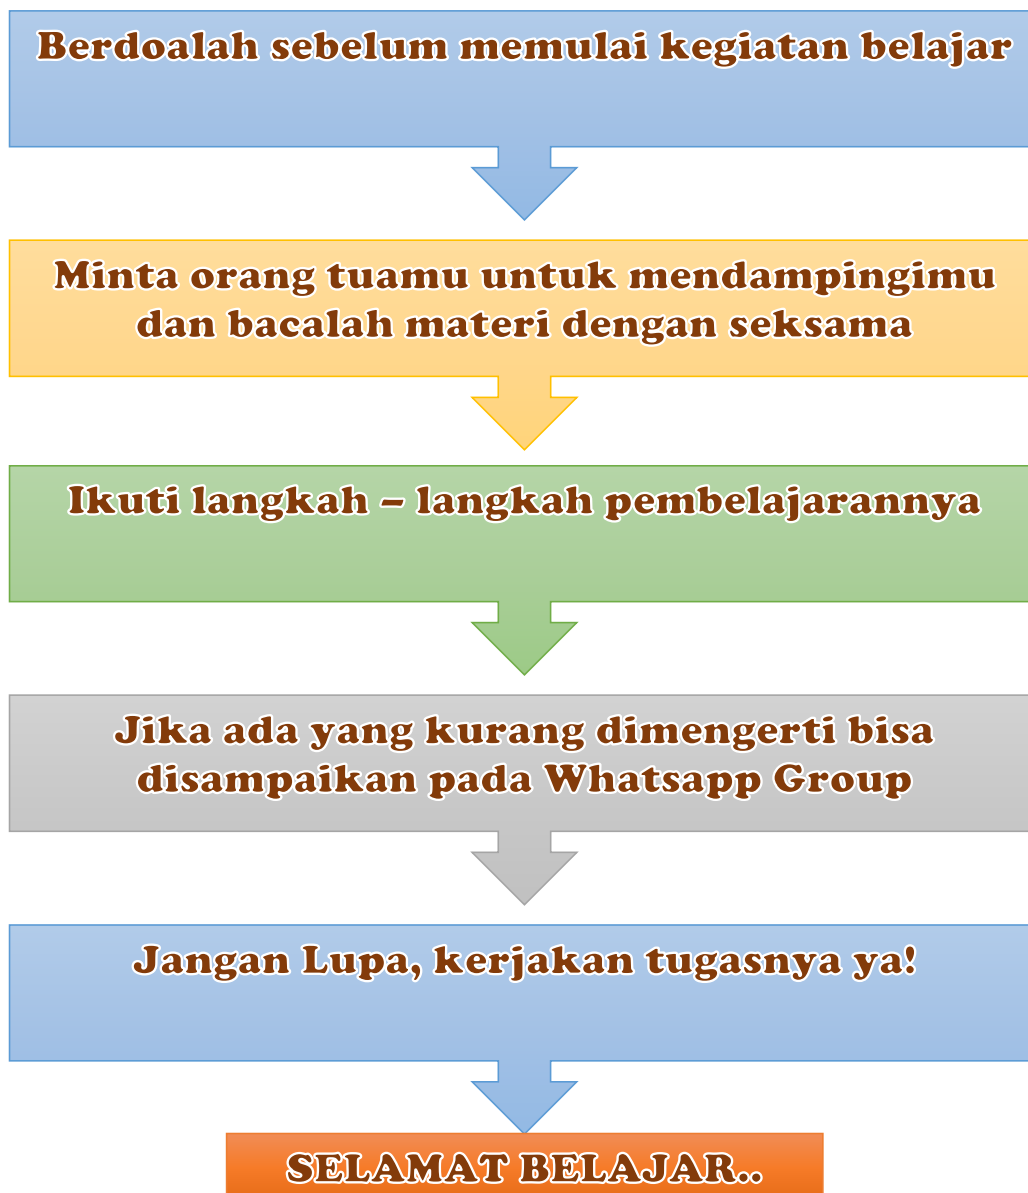 Berdoalah sebelum memulai kegiatan belajar
Minta orang tuamu untuk mendampingimu
dan bacalah materi dengan seksama
Ikuti langkah – langkah pembelajarannya
Jika ada yang kurang dimengerti bisa
disampaikan pada Whatsapp Group
Jangan Lupa, kerjakan tugasnya ya!
SELAMAT BELAJAR..